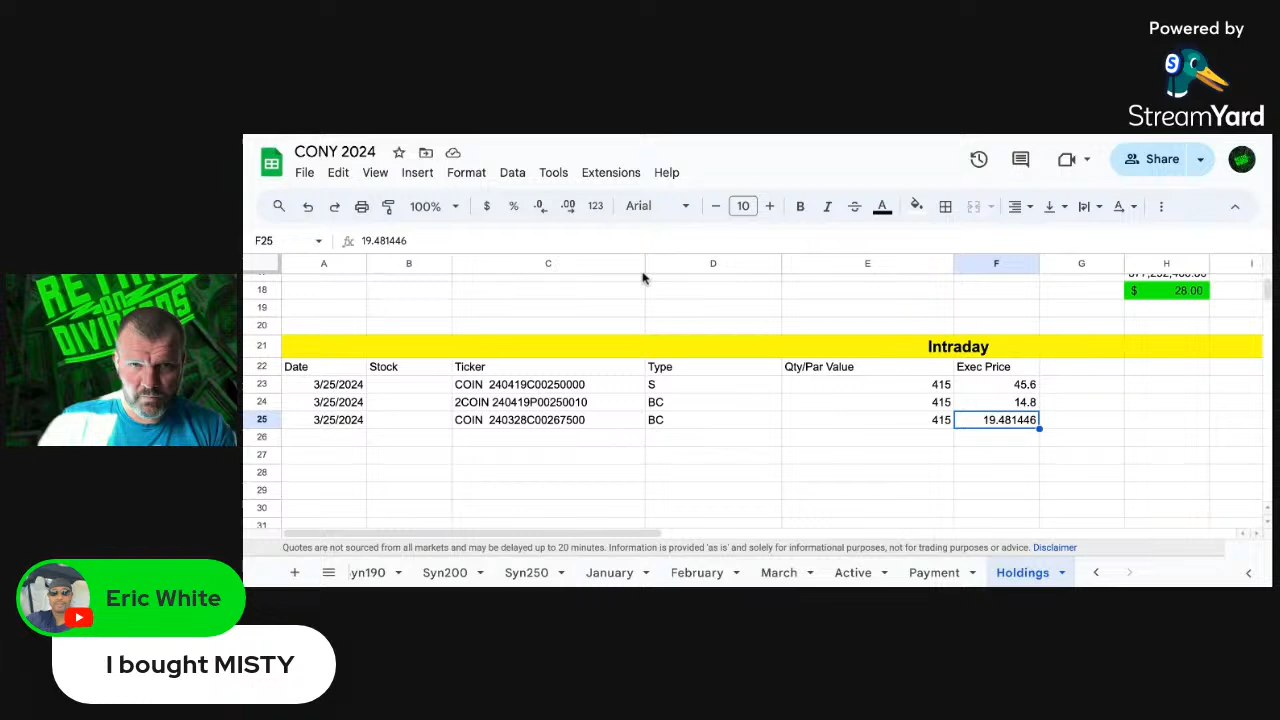 Powered by
S
StreamYard
CONY 2024
File Edit View Insert Format Data Tools Extensions Help
Share
100% $ % .0 .00 123 Arial − 10 + B I A A
F25 fx 19.481446
A B C D E F G H I
18 $ 28.00
19
20
21 Intraday
22 Date Stock Ticker Type Qty/Par Value Exec Price
23 3/25/2024 COIN 240419C00250000 S 415 45.6
24 3/25/2024 2CONY 240419P00250010 BC 415 14.8
25 3/25/2024 COIN 240328C00267500 BC 415 19.481446
26
27
28
29
30
31
Quotes are not sourced from all markets and may be delayed up to 20 minutes. Information is provided 'as is' and solely for informational purposes, not for trading purposes or advice. Disclaimer
+ yn190 Syn200 Syn250 January February March Active Payment Holdings
RETIRE
ON
DIVIDENDS
Eric White
I bought MISTY